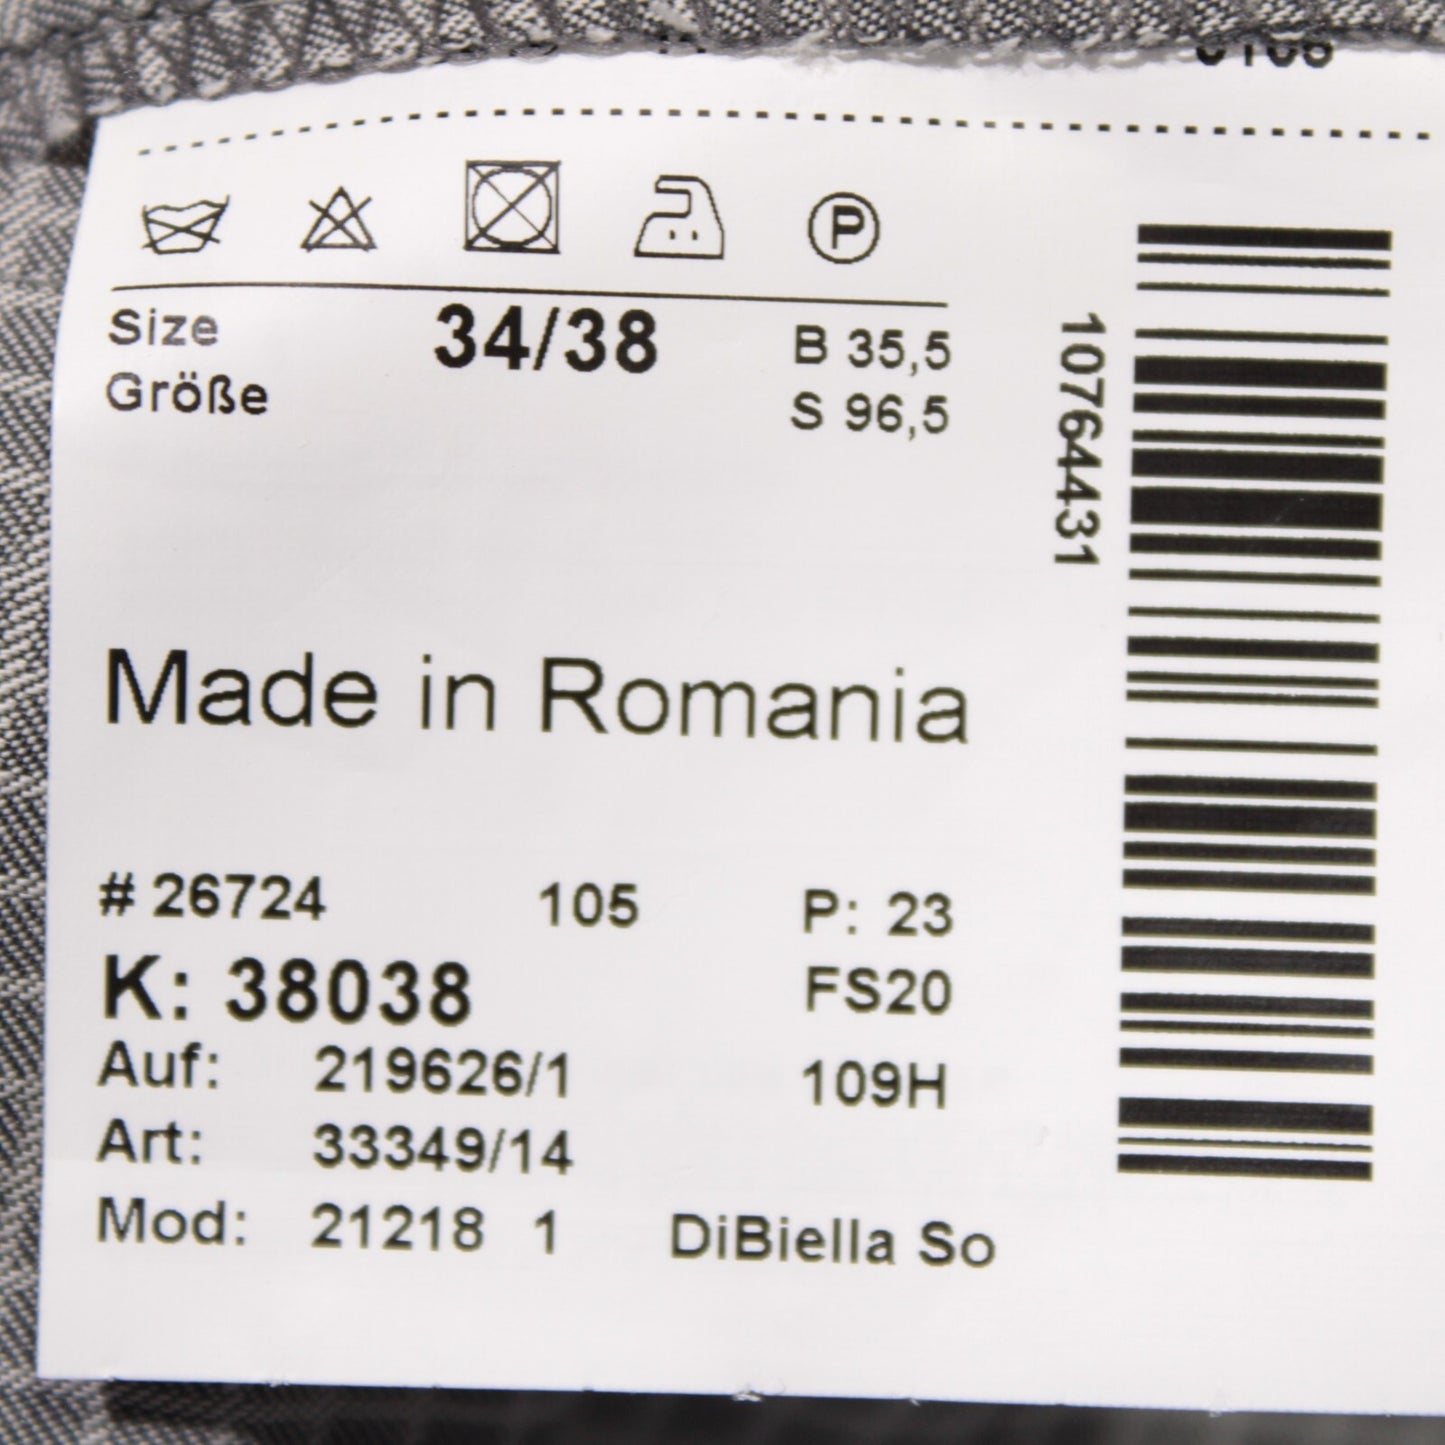 P
Size 34/38 B 35,5
Größe S 96,5
10764431
Made in Romania
# 26724 105 P: 23
K: 38038 FS20
Auf: 219626/1 109H
Art: 33349/14
Mod: 21218 1 DiBiella So